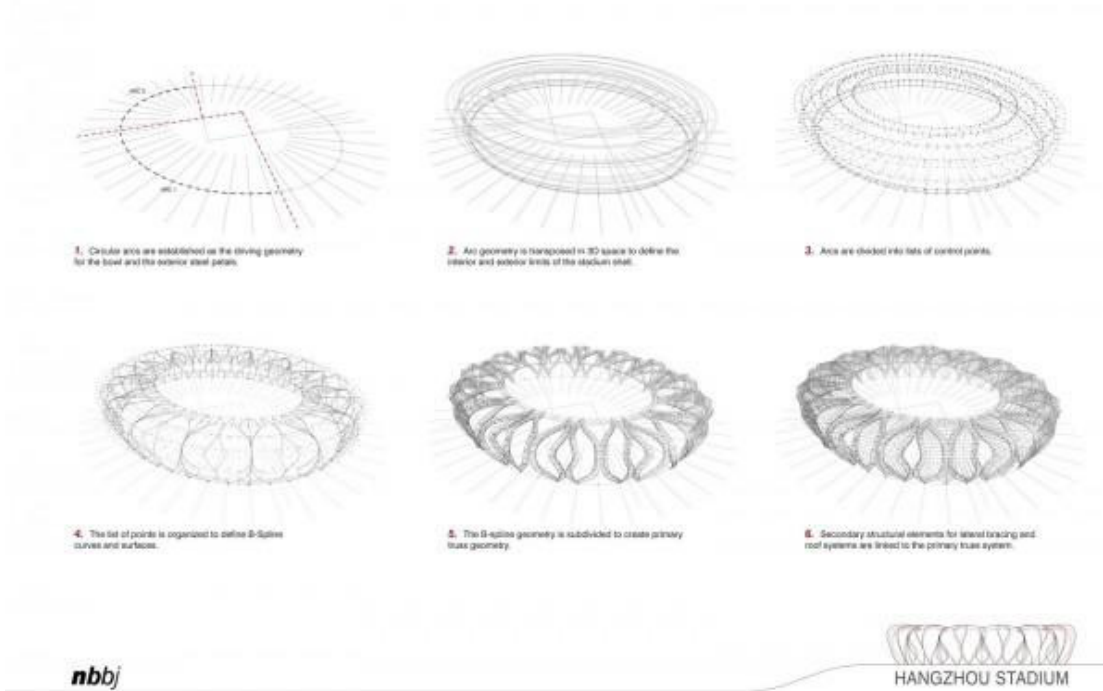 ARC 2
ARC 1
1. Circular arcs are established as the driving geometry
for the bowl and the exterior steel petals.
2. Arc geometry is transposed in 3D space to define the
interior and exterior limits of the stadium shell.
3. Arcs are divided into lists of control points.
4. The list of points is organized to define B-Spline
curves and surfaces.
5. The B-spline geometry is subdivided to create primary
truss geometry.
6. Secondary structural elements for lateral bracing and
roof systems are linked to the primary truss system.
nbbj
HANGZHOU STADIUM